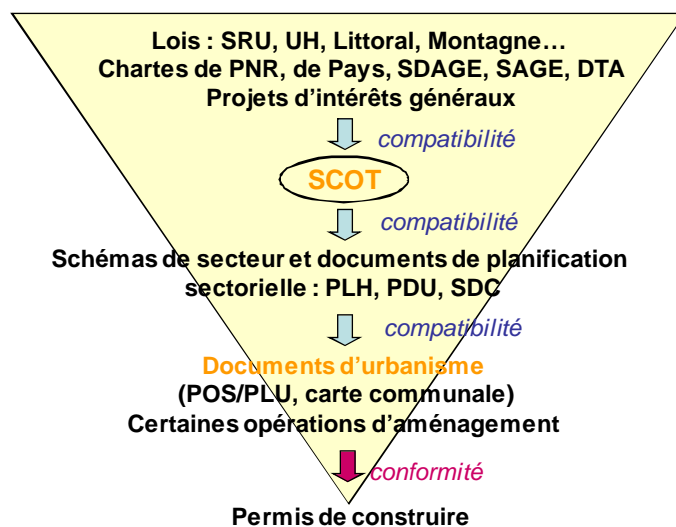 Lois : SRU, UH, Littoral, Montagne…
Chartes de PNR, de Pays, SDAGE, SAGE, DTA
Projets d'intérêts généraux
compatibilité
SCOT
compatibilité
Schémas de secteur et documents de planification
sectorielle : PLH, PDU, SDC
compatibilité
Documents d'urbanisme
(POS/PLU, carte communale)
Certaines opérations d'aménagement
conformité
Permis de construire